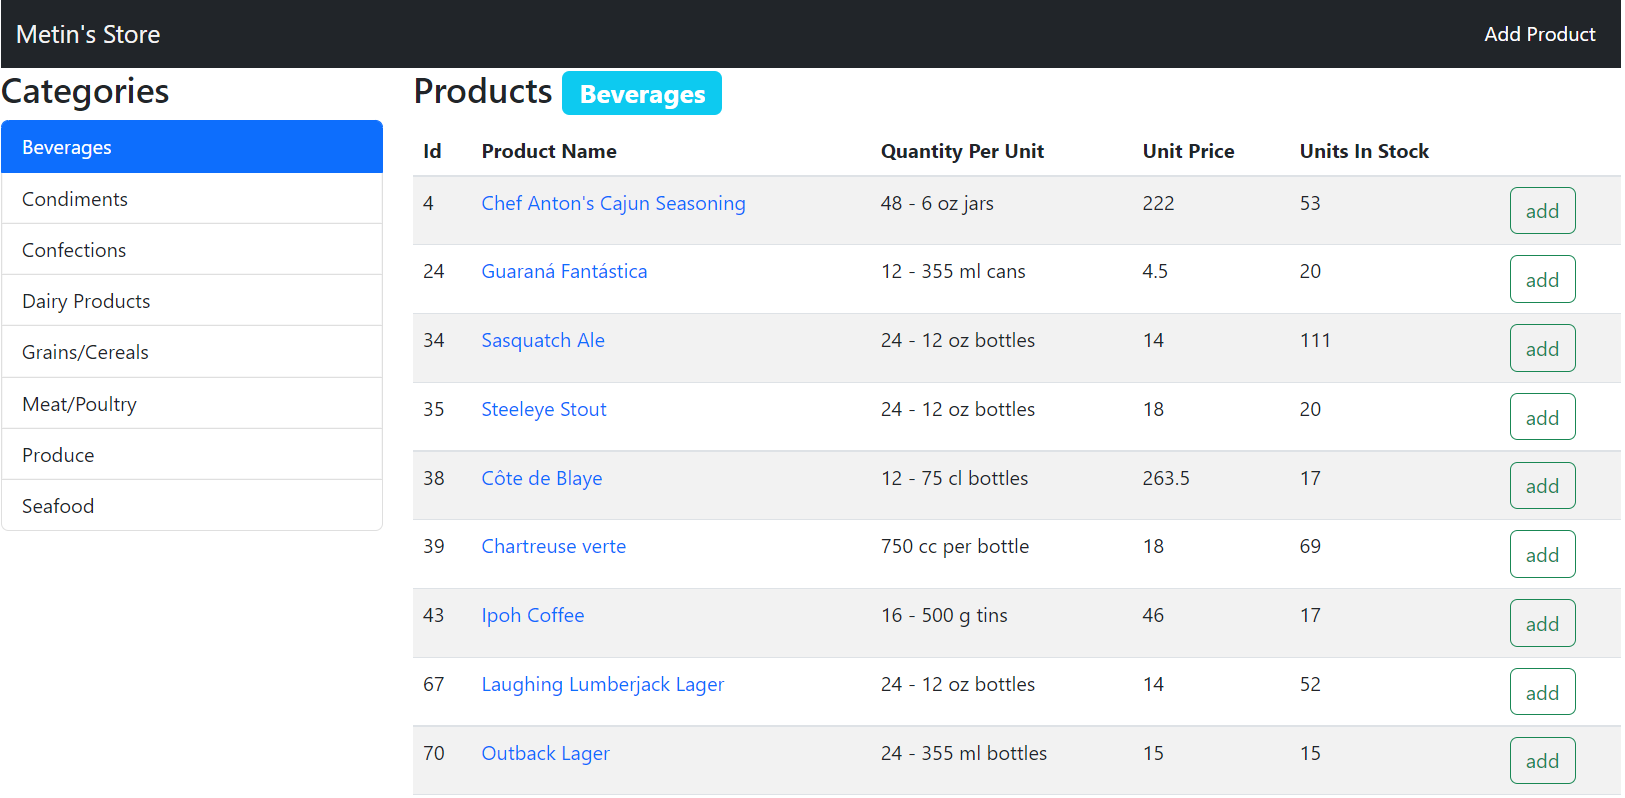 Metin's Store Add Product
Categories
Beverages
Condiments
Confections
Dairy Products
Grains/Cereals
Meat/Poultry
Produce
Seafood
Products Beverages
Id Product Name Quantity Per Unit Unit Price Units In Stock
4 Chef Anton's Cajun Seasoning 48 - 6 oz jars 222 53 add
24 Guaraná Fantástica 12 - 355 ml cans 4.5 20 add
34 Sasquatch Ale 24 - 12 oz bottles 14 111 add
35 Steeleye Stout 24 - 12 oz bottles 18 20 add
38 Côte de Blaye 12 - 75 cl bottles 263.5 17 add
39 Chartreuse verte 750 cc per bottle 18 69 add
43 Ipoh Coffee 16 - 500 g tins 46 17 add
67 Laughing Lumberjack Lager 24 - 12 oz bottles 14 52 add
70 Outback Lager 24 - 355 ml bottles 15 15 add